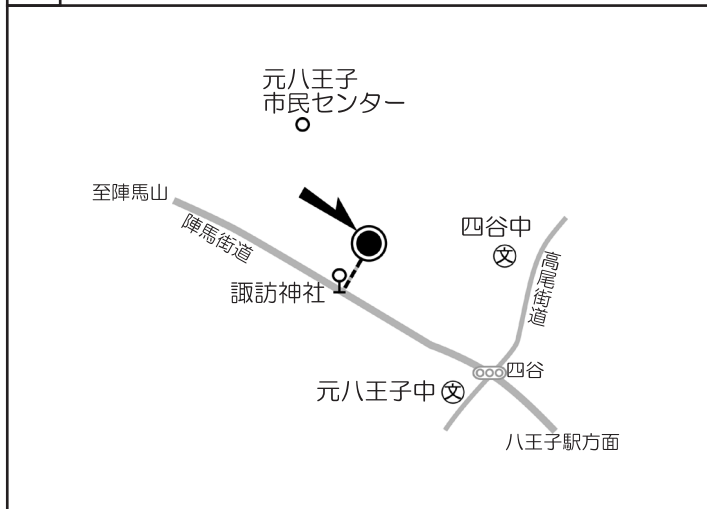 元八王子
市民センター
至陣馬山
陣馬街道
四谷中
文
高尾街道
諏訪神社
四谷
元八王子中
文
八王子駅方面